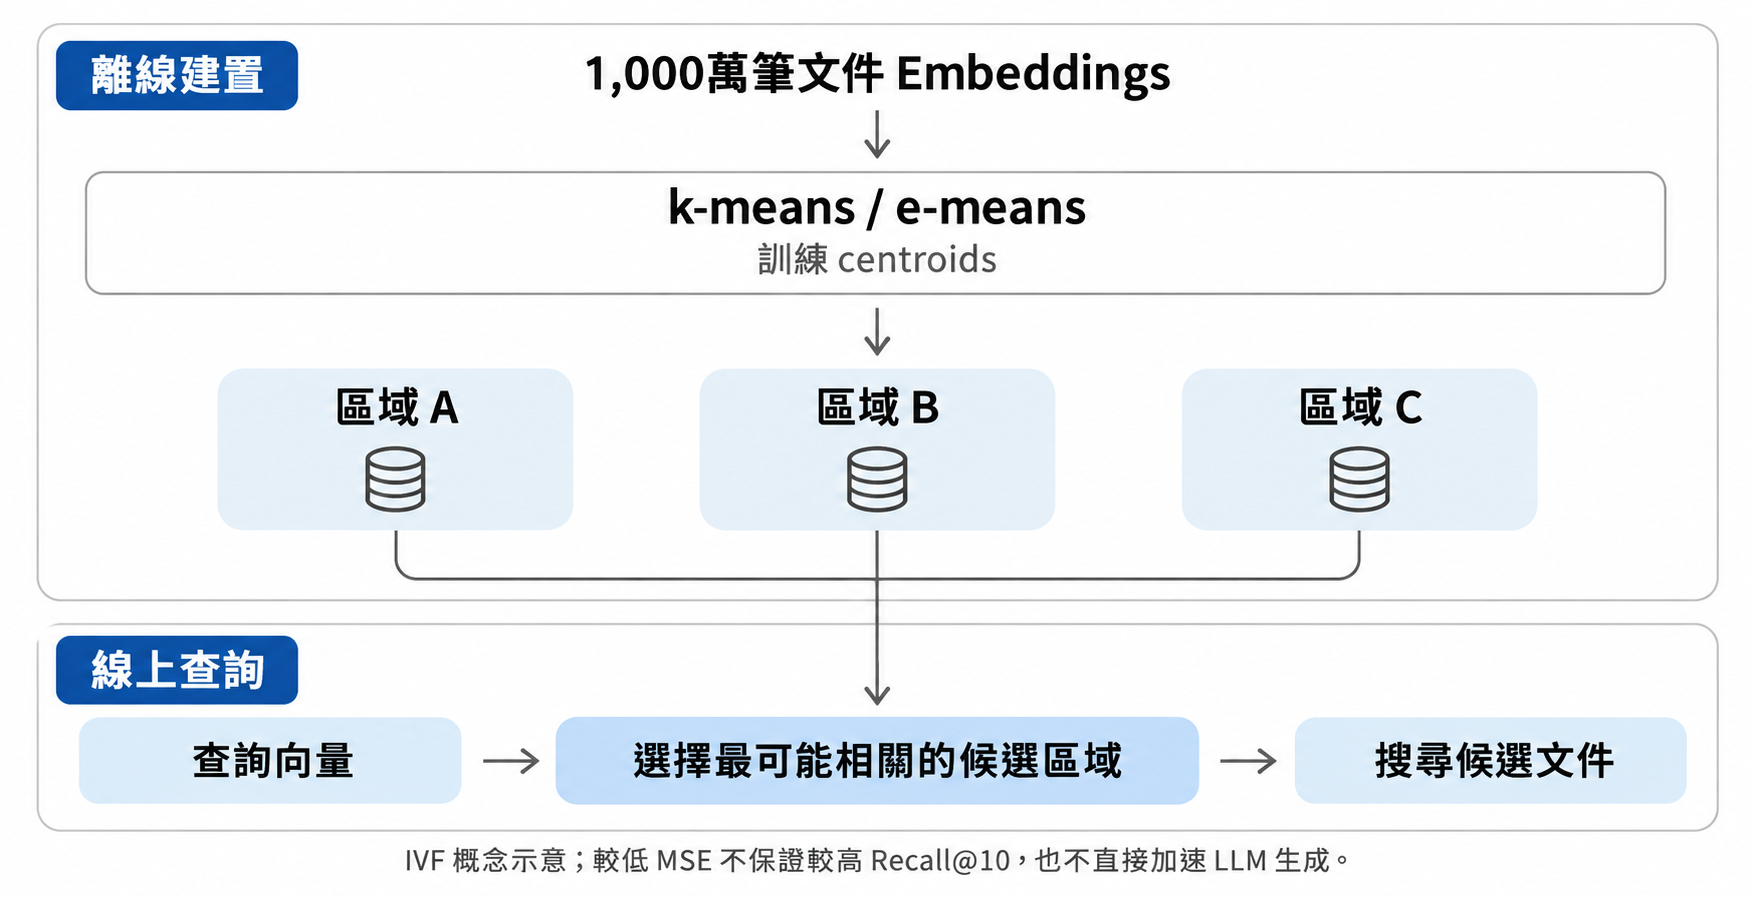 離線建置
1,000萬筆文件 Embeddings
k-means / e-means
訓練 centroids
區域 A
區域 B
區域 C
線上查詢
查詢向量
選擇最可能相關的候選區域
搜尋候選文件
IVF 概念示意；較低 MSE 不保證較高 Recall@10，也不直接加速 LLM 生成。